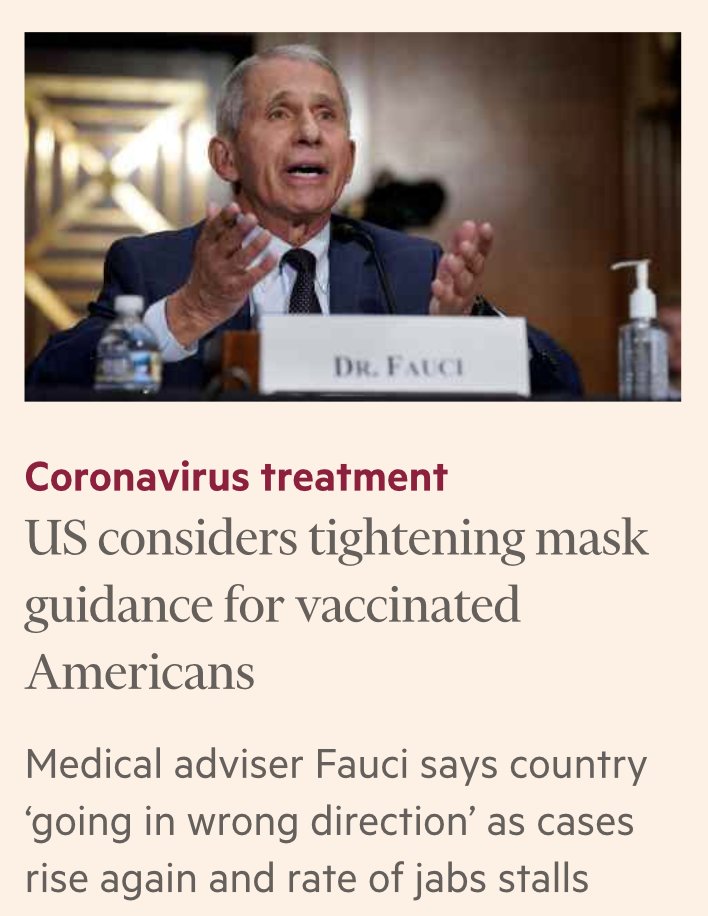 DR. FAUCI
Coronavirus treatment
US considers tightening mask
guidance for vaccinated
Americans
Medical adviser Fauci says country
‘going in wrong direction’ as cases
rise again and rate of jabs stalls